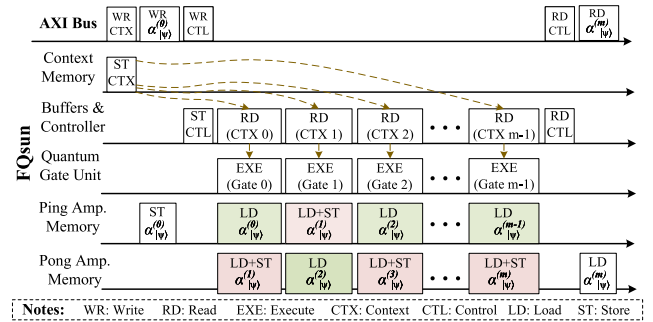 AXI Bus WR CTX WR α|ψ⟩(0) WR CTL RD CTL RD α|ψ⟩(m)
Context Memory ST CTX
Buffers & Controller ST CTL RD (CTX 0) RD (CTX 1) RD (CTX 2) • • • RD (CTX m-1) RD CTL
FQsun
Quantum Gate Unit EXE (Gate 0) EXE (Gate 1) EXE (Gate 2) • • • EXE (Gate m-1)
Ping Amp. Memory ST α|ψ⟩(0) LD α|ψ⟩(0) LD+ST α|ψ⟩(1) LD α|ψ⟩(2) • • • LD α|ψ⟩(m-1)
Pong Amp. Memory LD+ST α|ψ⟩(1) LD α|ψ⟩(2) LD+ST α|ψ⟩(3) • • • LD+ST α|ψ⟩(m) LD α|ψ⟩(m)
Notes: WR: Write RD: Read EXE: Execute CTX: Context CTL: Control LD: Load ST: Store